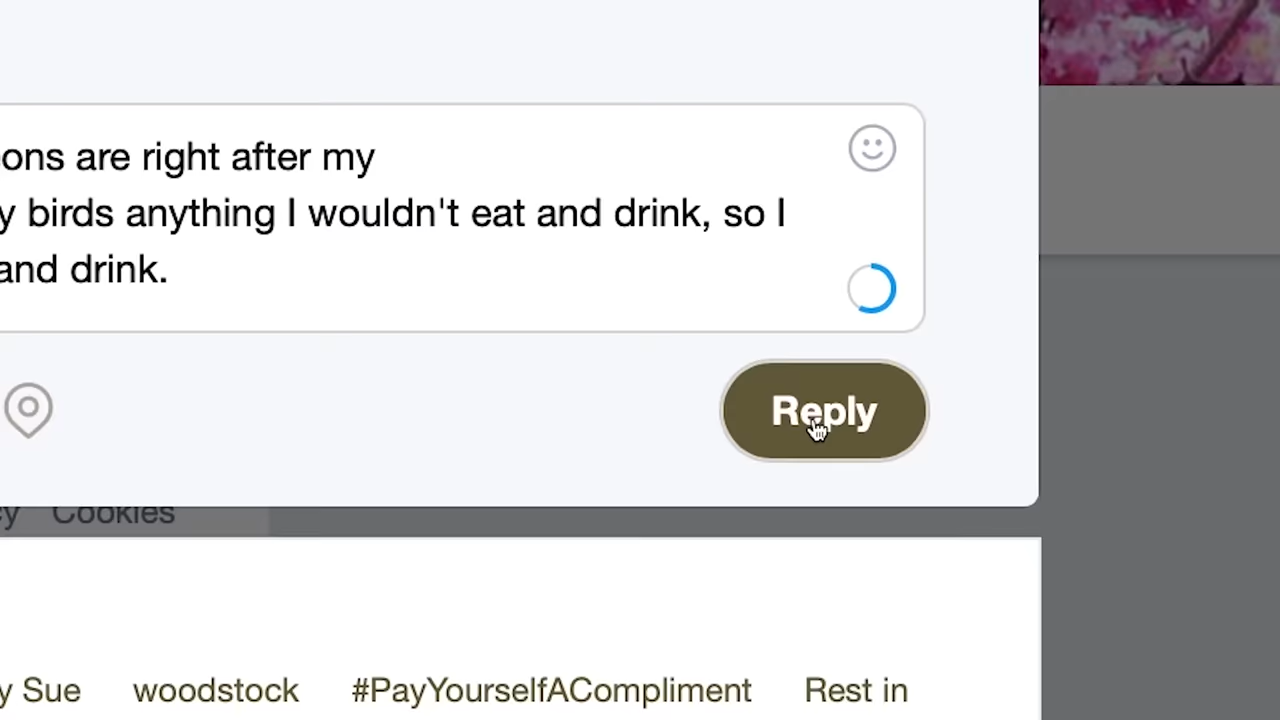 ons are right after my
y birds anything I wouldn't eat and drink, so I
and drink.
Reply
y Cookies
y Sue woodstock #PayYourselfACompliment Rest in